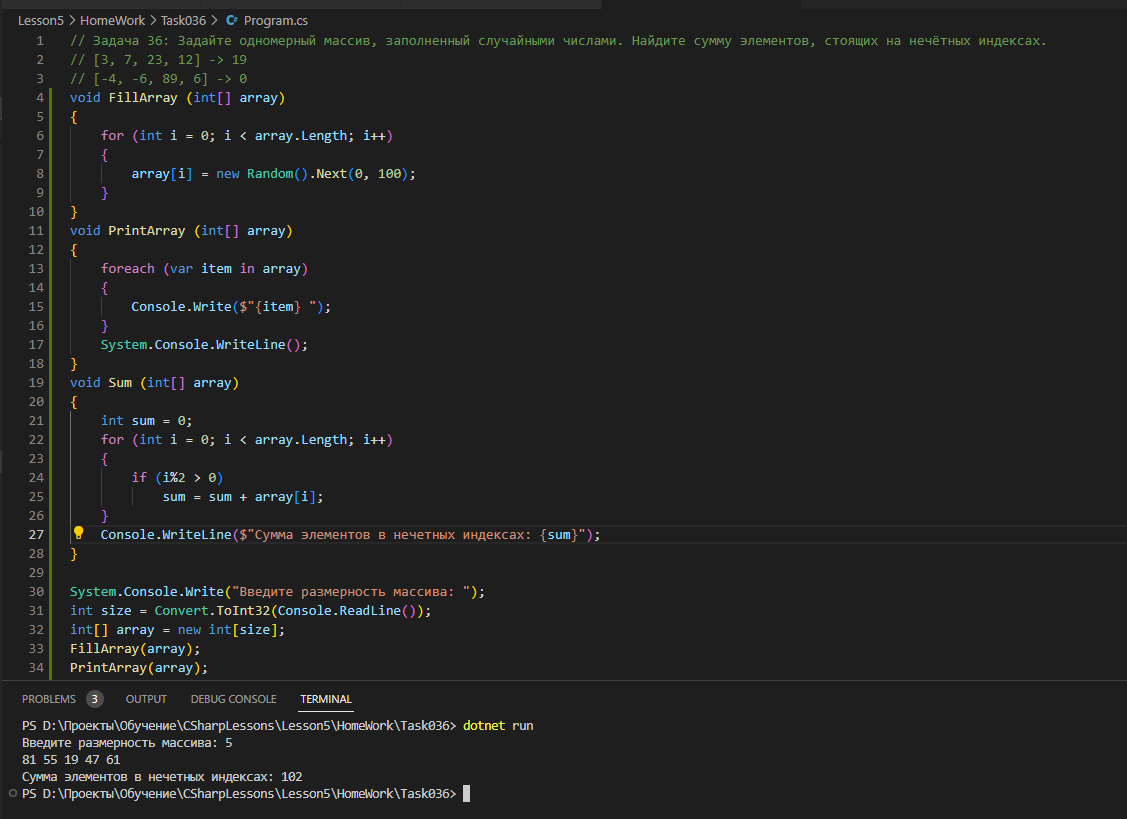 Lesson5 > HomeWork > Task036 > Program.cs
1 // Задача 36: Задайте одномерный массив, заполненный случайными числами. Найдите сумму элементов, стоящих на нечётных индексах.
2 // [3, 7, 23, 12] -> 19
3 // [-4, -6, 89, 6] -> 0
4 void FillArray (int[] array)
5 {
6 for (int i = 0; i < array.Length; i++)
7 {
8 array[i] = new Random().Next(0, 100);
9 }
10 }
11 void PrintArray (int[] array)
12 {
13 foreach (var item in array)
14 {
15 Console.Write($"{item} ");
16 }
17 System.Console.WriteLine();
18 }
19 void Sum (int[] array)
20 {
21 int sum = 0;
22 for (int i = 0; i < array.Length; i++)
23 {
24 if (i%2 > 0)
25 sum = sum + array[i];
26 }
27 Console.WriteLine($"Сумма элементов в нечетных индексах: {sum}");
28 }
29
30 System.Console.Write("Введите размерность массива: ");
31 int size = Convert.ToInt32(Console.ReadLine());
32 int[] array = new int[size];
33 FillArray(array);
34 PrintArray(array);
PROBLEMS 3 OUTPUT DEBUG CONSOLE TERMINAL
PS D:\Проекты\Обучение\CSharpLessons\Lesson5\HomeWork\Task036> dotnet run
Введите размерность массива: 5
81 55 19 47 61
Сумма элементов в нечетных индексах: 102
PS D:\Проекты\Обучение\CSharpLessons\Lesson5\HomeWork\Task036>